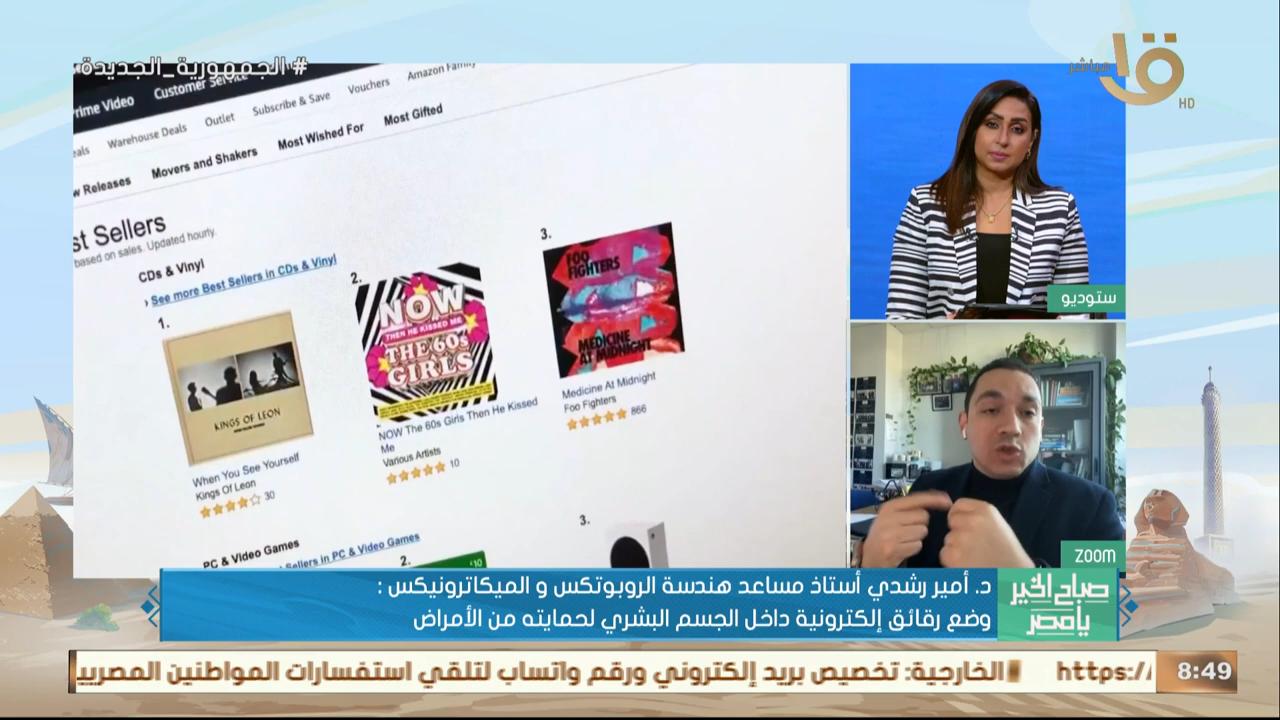 #الجمهورية_الجديدة
مباشر
HD
Prime Video
Customer Service
Warehouse Deals
Outlet
Subscribe & Save
Vouchers
Amazon Family
Releases
Movers and Shakers
Most Wished For
Most Gifted
st Sellers
based on sales. Updated hourly.
CDs & Vinyl
› See more Best Sellers in CDs & Vinyl
1.
KINGS OF LEON
When You See Yourself
Kings Of Leon
30
2.
NOW
THEN HE KISSED ME
THE 60s
GIRLS
NOW The 60s Girls Then He Kissed
Me
Various Artists
10
3.
FOO
FIGHTERS
MEDICINE
AT MIDNIGHT
Medicine At Midnight
Foo Fighters
866
PC & Video Games
Sellers in PC & Video Games
2.
3.
ستوديو
zoom
صباح الخير
يا مصر
د. أمير رشدي أستاذ مساعد هندسة الروبوتكس و الميكاترونيكس :
وضع رقائق إلكترونية داخل الجسم البشري لحمايته من الأمراض
https:/
الخارجية: تخصيص بريد إلكتروني ورقم واتساب لتلقي استفسارات المواطنين المصريي
8:49